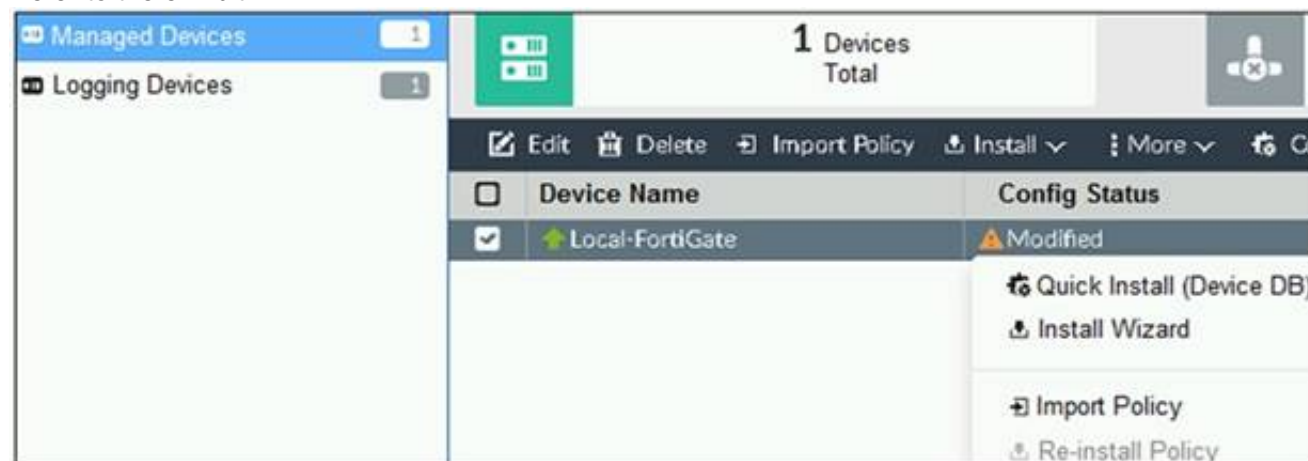 Managed Devices 1
Logging Devices 1
1 Devices
Total
Edit Delete Import Policy Install More
Device Name Config Status
Local-FortiGate Modified
Quick Install (Device DB)
Install Wizard
Import Policy
Re-install Policy